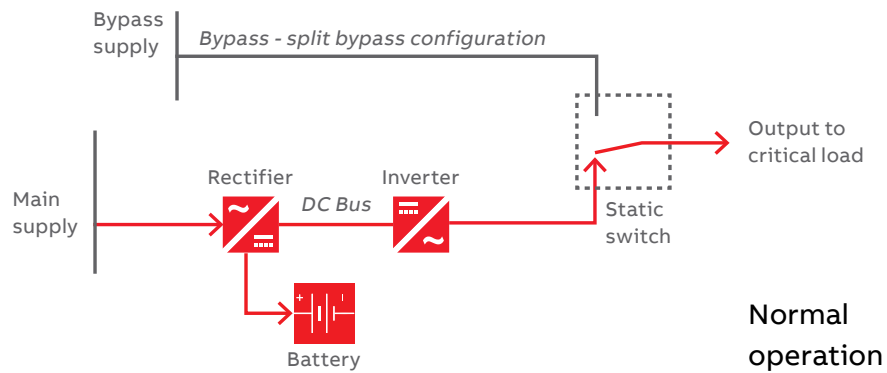 Bypass
supply
Bypass - split bypass configuration
Output to
critical load
Main
supply
Rectifier
DC Bus
Inverter
Static
switch
+
Battery
Normal
operation